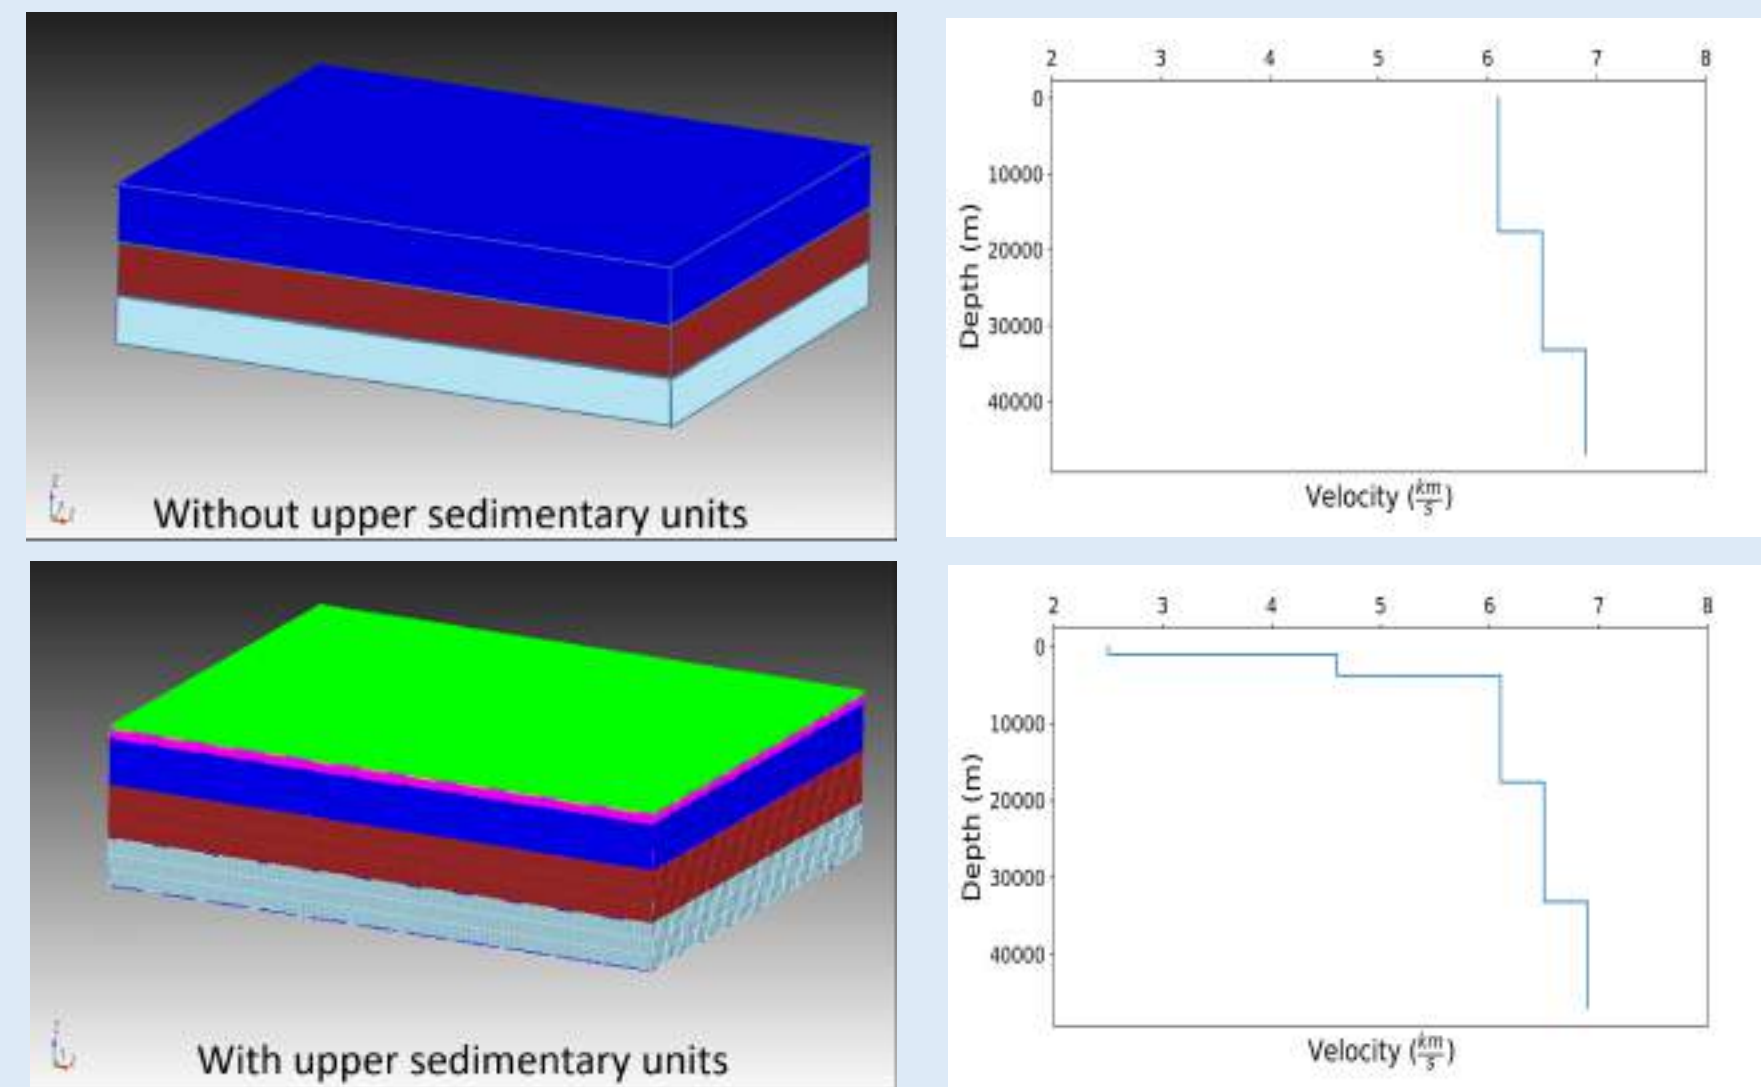 Without upper sedimentary units
2 3 4 5 6 7 8
0
10000
20000
30000
40000
Depth (m)
Velocity (km/s)
With upper sedimentary units
2 3 4 5 6 7 8
0
10000
20000
30000
40000
Depth (m)
Velocity (km/s)